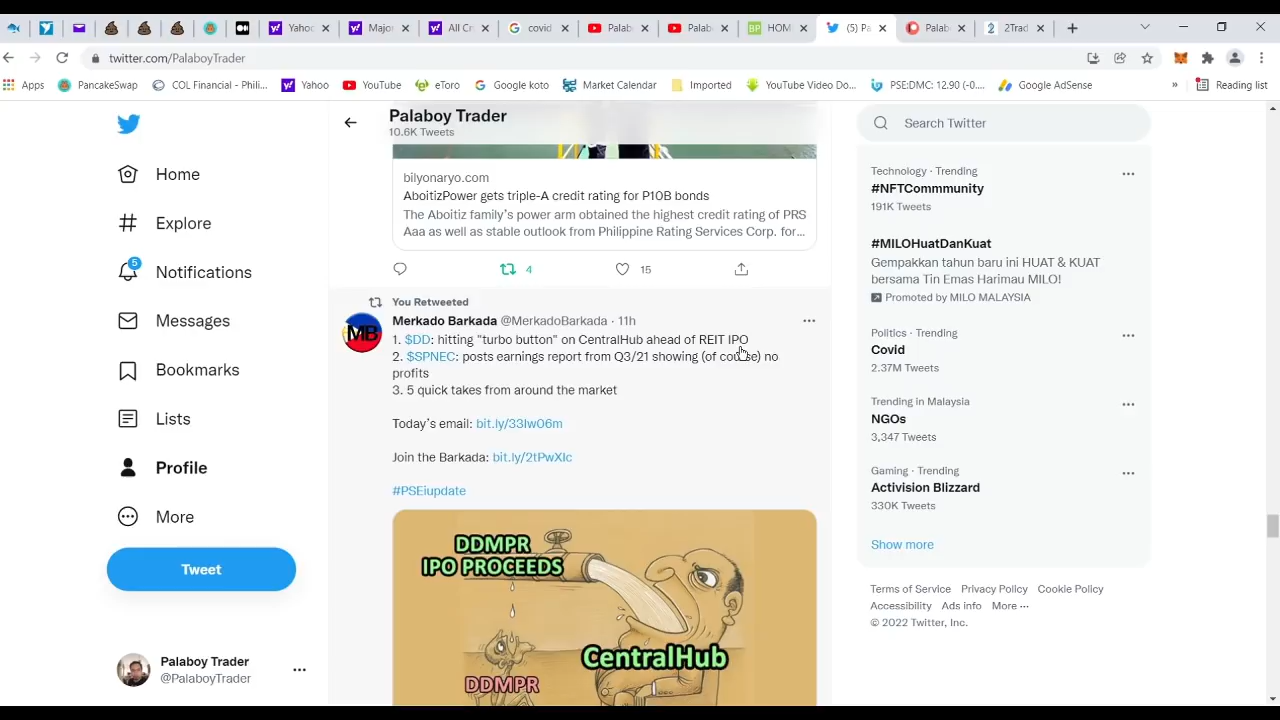 Yahoo
Major
All Cr
covid
Palab
Palab
HOM
(5) Pa
Palab
2Trad
twitter.com/PalaboyTrader
Apps
PancakeSwap
COL Financial - Phili...
Yahoo
YouTube
eToro
Google koto
Market Calendar
Imported
YouTube Video Do...
PSE:DMC: 12.90 (-0....
Google AdSense
»
Reading list
Home
Explore
5
Notifications
Messages
Bookmarks
Lists
Profile
More
Tweet
Palaboy Trader
@PalaboyTrader
Palaboy Trader
10.6K Tweets
bilyonaryo.com
AboitizPower gets triple-A credit rating for P10B bonds
The Aboitiz family's power arm obtained the highest credit rating of PRS
Aaa as well as stable outlook from Philippine Rating Services Corp. for...
4
15
You Retweeted
Merkado Barkada @MerkadoBarkada · 11h
MB
1. $DD: hitting "turbo button" on CentralHub ahead of REIT IPO
2. $SPNEC: posts earnings report from Q3/21 showing (of course) no
profits
3. 5 quick takes from around the market
Today's email: bit.ly/33Iw06m
Join the Barkada: bit.ly/2tPwXIc
#PSEiupdate
DDMPR
IPO PROCEEDS
CentralHub
DDMPR
Search Twitter
Technology · Trending
#NFTCommmunity
191K Tweets
#MILOHuatDanKuat
Gempakkan tahun baru ini HUAT & KUAT
bersama Tin Emas Harimau MILO!
Promoted by MILO MALAYSIA
Politics · Trending
Covid
2.37M Tweets
Trending in Malaysia
NGOs
3,347 Tweets
Gaming · Trending
Activision Blizzard
330K Tweets
Show more
Terms of Service Privacy Policy Cookie Policy
Accessibility Ads info More ···
© 2022 Twitter, Inc.